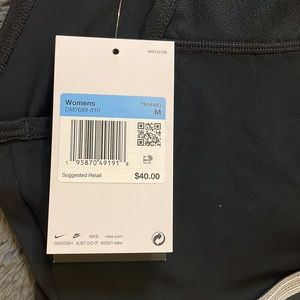 Womens
TRAINING
DM7689-010
M
1 95870 49191 8
Suggested Retail
$40.00
NIKE
nike.com
SWOOSH JUST DO IT ©2021 Nike